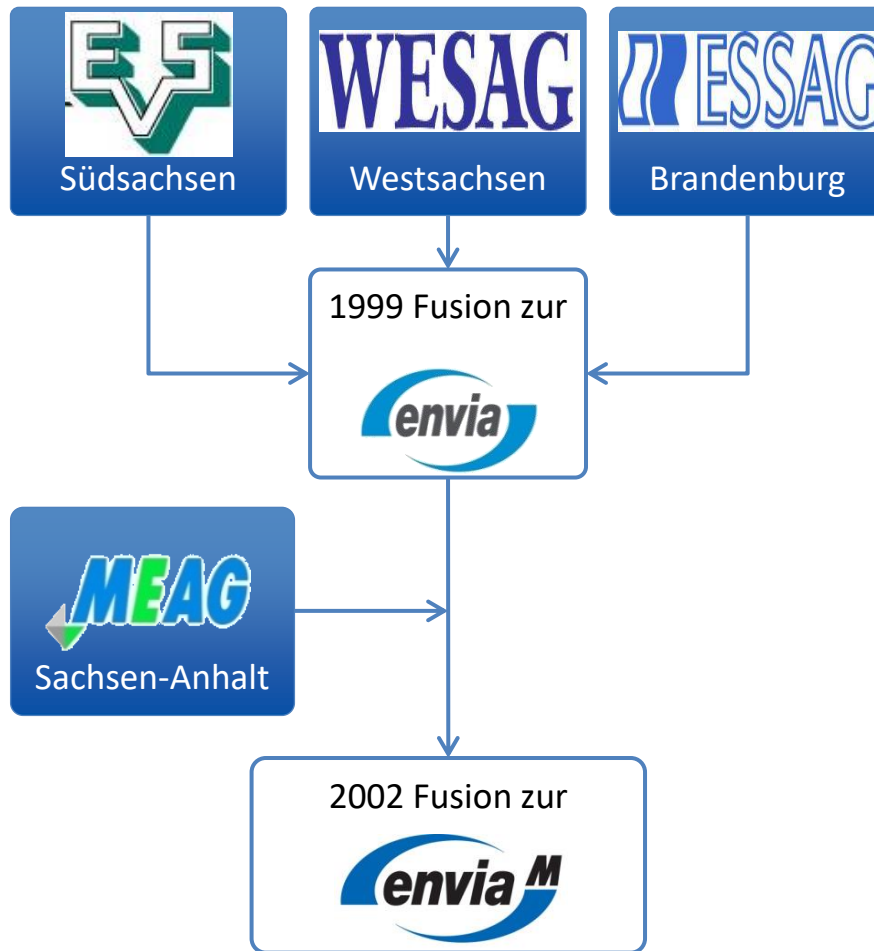 EVS
WESAG
ESSAG
Südsachsen
Westsachsen
Brandenburg
1999 Fusion zur
envia
MEAG
Sachsen-Anhalt
2002 Fusion zur
envia M